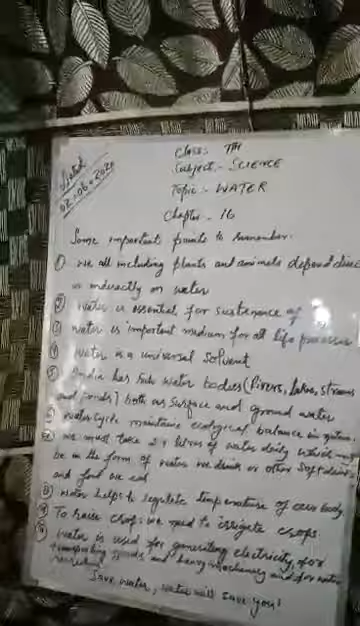 Dated
02-06-2020
Class: 7TH
Subject:- SCIENCE
Topic:- WATER
Chapter - 16
Some important points to remember.
① We all including plants and animals depend direc
or indirectly on water
② Water is essential for sustenance of
③ Water is important medium for all life processes
④ Water is a universal solvent
⑤ India has rich water bodies (Rivers, Lakes, streams
and ponds) both as surface and ground water
⑥ Water cycle maintains ecological balance in nature.
we must take 2+ litres of water daily which may
be in the form of water we drink or other soft drinks
and food we eat
⑧ Water helps to regulate temperature of our body
⑨ To raise crops we need to irrigate crops.
Water is used for generating electricity, for
transporting goods and heavy machinery and for water
Save water, water will save you!